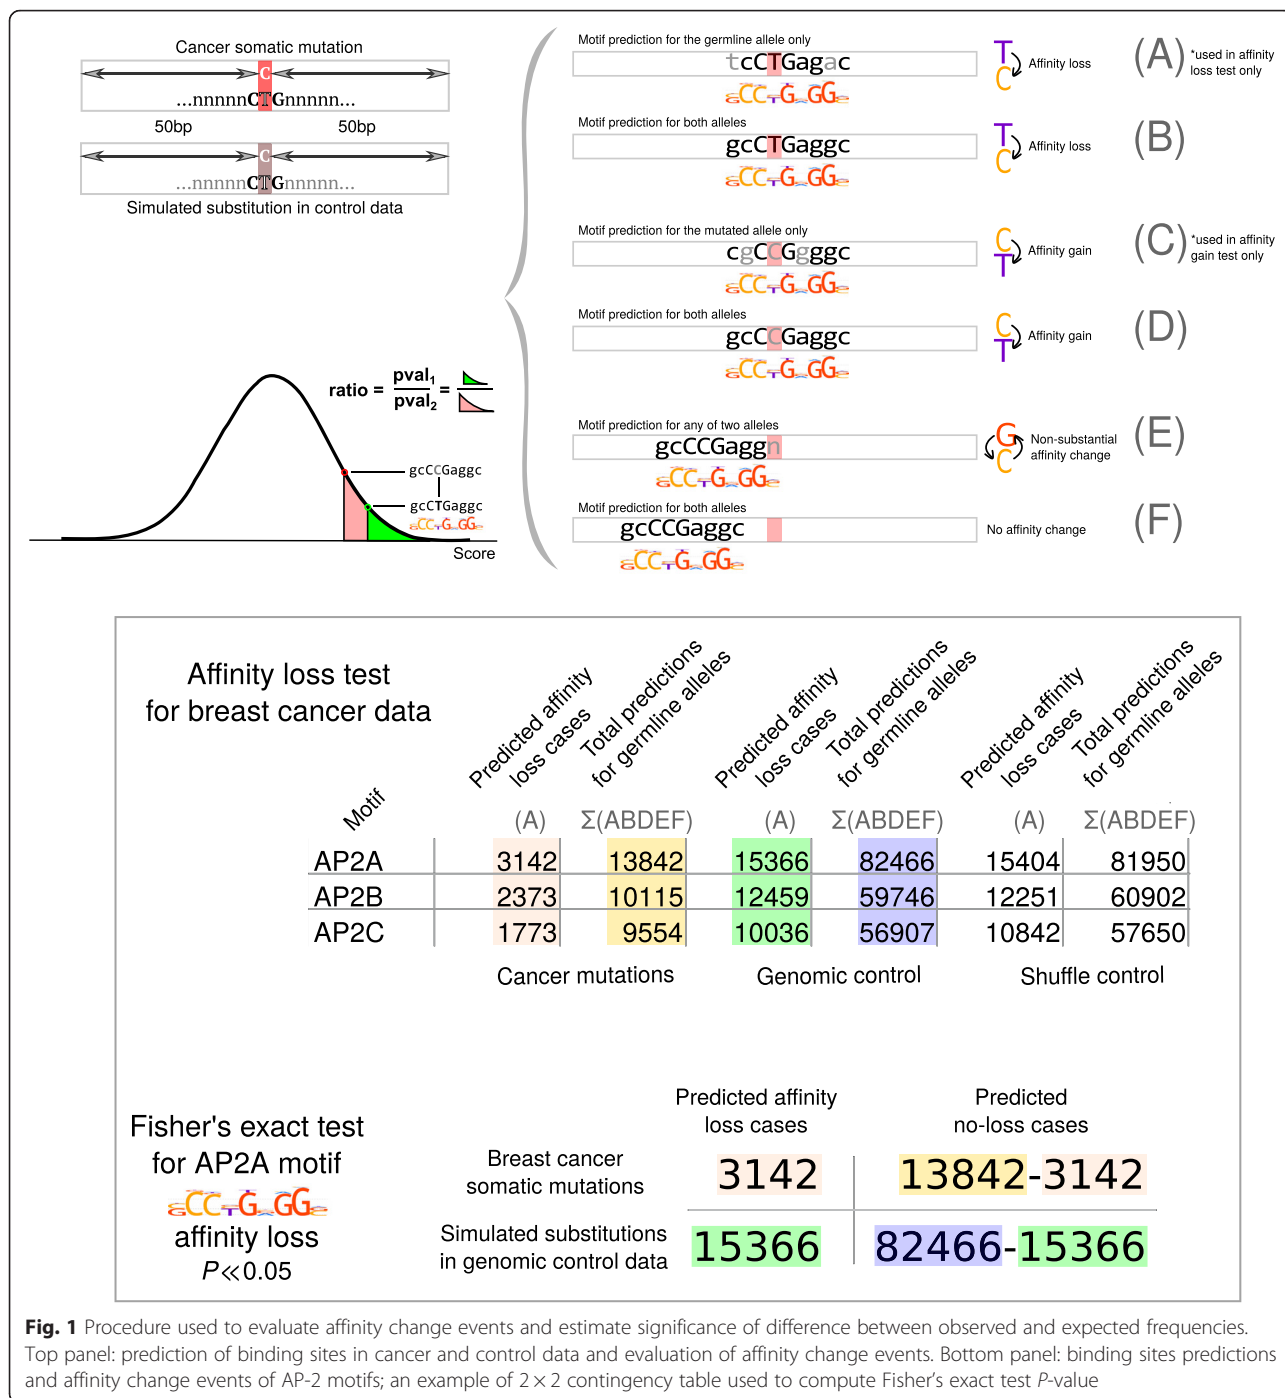 Cancer somatic mutation
C
...nnnnnCTGnnnnn...
50bp 50bp
C
...nnnnnCTGnnnnn...
Simulated substitution in control data
Motif prediction for the germline allele only
tcCTGagac
T
C
Affinity loss
(A)
*used in affinity
loss test only
Motif prediction for both alleles
gcCTGaggc
T
C
Affinity loss
(B)
Motif prediction for the mutated allele only
cgCCGgggc
C
T
Affinity gain
(C)
*used in affinity
gain test only
Motif prediction for both alleles
gcCCGaggc
C
T
Affinity gain
(D)
Motif prediction for any of two alleles
gcCCGaggn
G
C
Non-substantial
affinity change
(E)
Motif prediction for both alleles
gcCCGaggc
No affinity change
(F)
ratio = pval1 / pval2 =
gcCCGaggc
gcCTGaggc
Score
Affinity loss test
for breast cancer data
Predicted affinity
loss cases
Total predictions
for germline alleles
Predicted affinity
loss cases
Total predictions
for germline alleles
Predicted affinity
loss cases
Total predictions
for germline alleles
Motif (A) Σ(ABDEF) (A) Σ(ABDEF) (A) Σ(ABDEF)
AP2A 3142 13842 15366 82466 15404 81950
AP2B 2373 10115 12459 59746 12251 60902
AP2C 1773 9554 10036 56907 10842 57650
Cancer mutations Genomic control Shuffle control
Fisher's exact test
for AP2A motif
affinity loss
P≪0.05
Predicted affinity
loss cases
Predicted
no-loss cases
Breast cancer
somatic mutations
3142 13842-3142
Simulated substitutions
in genomic control data
15366 82466-15366
Fig. 1 Procedure used to evaluate affinity change events and estimate significance of difference between observed and expected frequencies.
Top panel: prediction of binding sites in cancer and control data and evaluation of affinity change events. Bottom panel: binding sites predictions
and affinity change events of AP-2 motifs; an example of 2 × 2 contingency table used to compute Fisher's exact test P-value